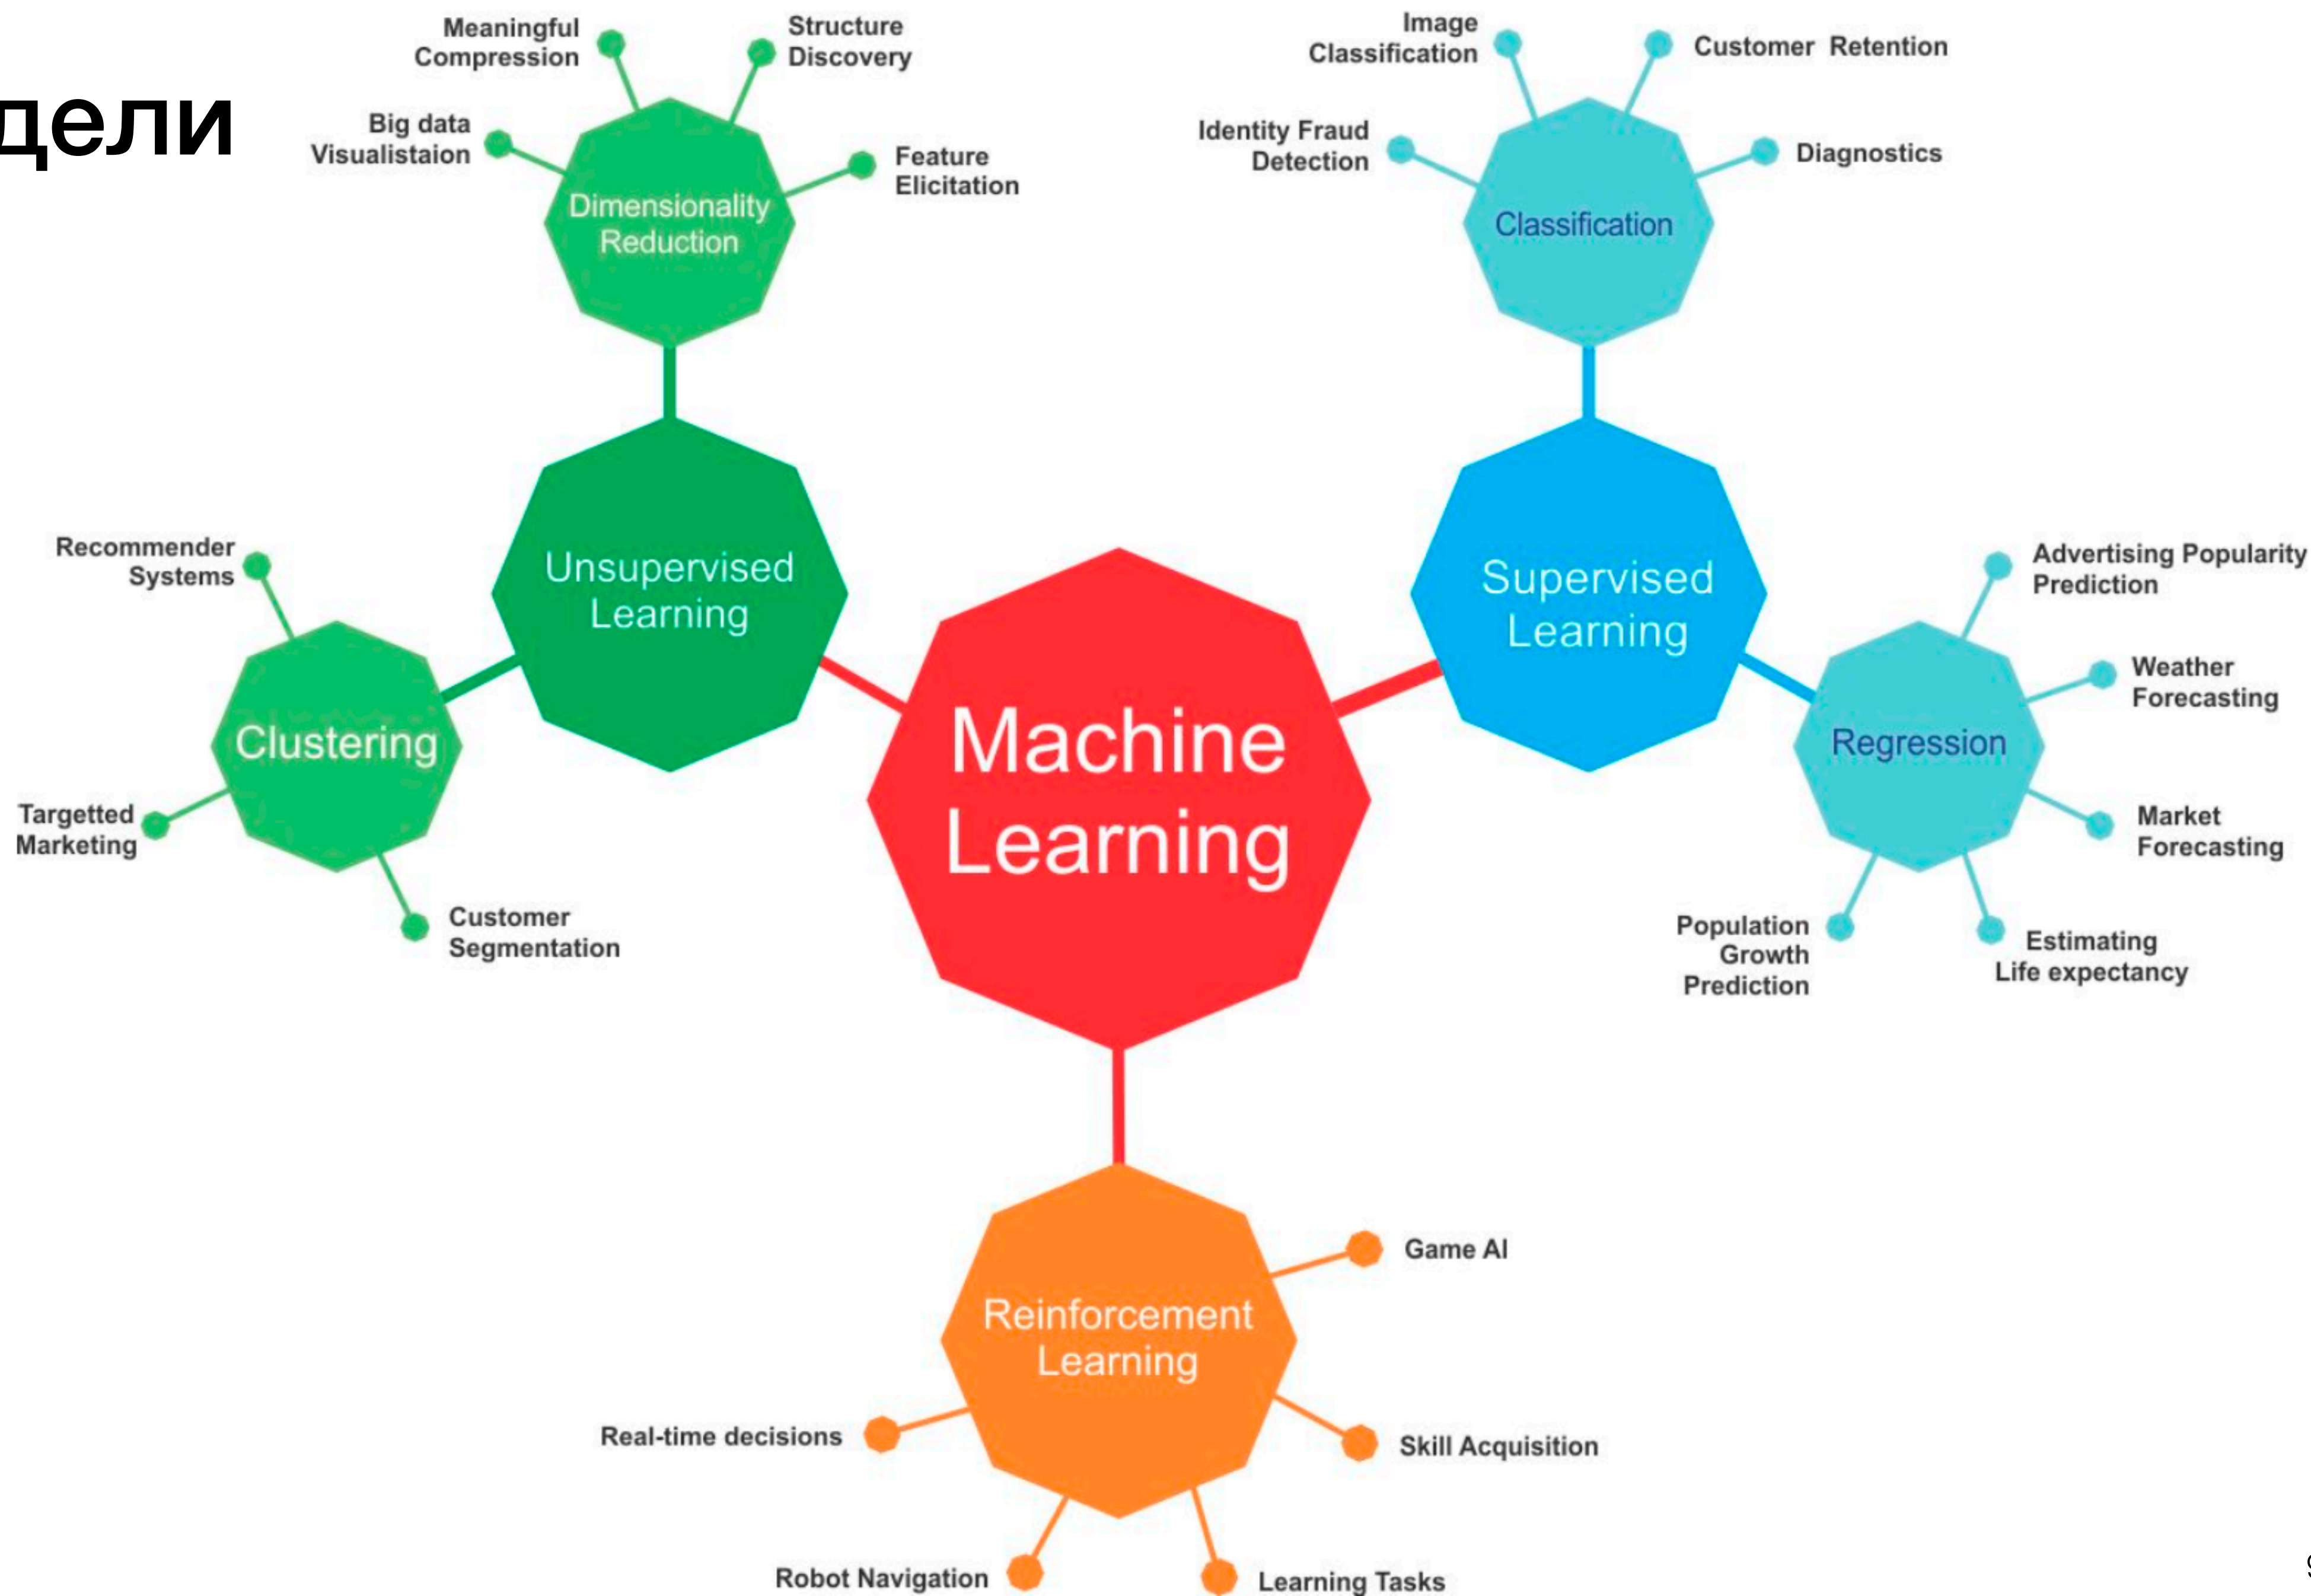 дели
Meaningful
Compression
Structure
Discovery
Big data
Visualistaion
Feature
Elicitation
Dimensionality
Reduction
Image
Classification
Customer Retention
Identity Fraud
Detection
Diagnostics
Classification
Unsupervised
Learning
Supervised
Learning
Recommender
Systems
Clustering
Targetted
Marketing
Customer
Segmentation
Machine
Learning
Advertising Popularity
Prediction
Weather
Forecasting
Regression
Market
Forecasting
Population
Growth
Prediction
Estimating
Life expectancy
Reinforcement
Learning
Game AI
Real-time decisions
Skill Acquisition
Robot Navigation
Learning Tasks